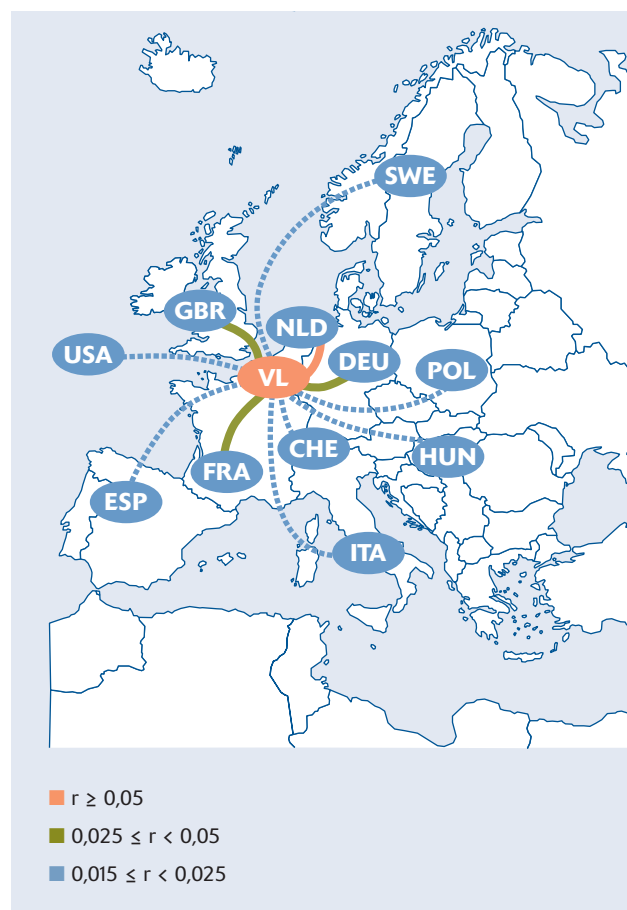 SWE
GBR
NLD
USA
DEU
VL
POL
CHE
HUN
FRA
ESP
ITA
r ≥ 0,05
0,025 ≤ r < 0,05
0,015 ≤ r < 0,025